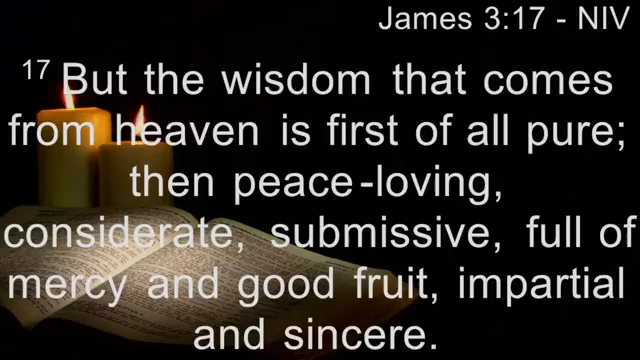 James 3:17 - NIV
17 But the wisdom that comes
from heaven is first of all pure;
then peace-loving,
considerate, submissive, full of
mercy and good fruit, impartial
and sincere.